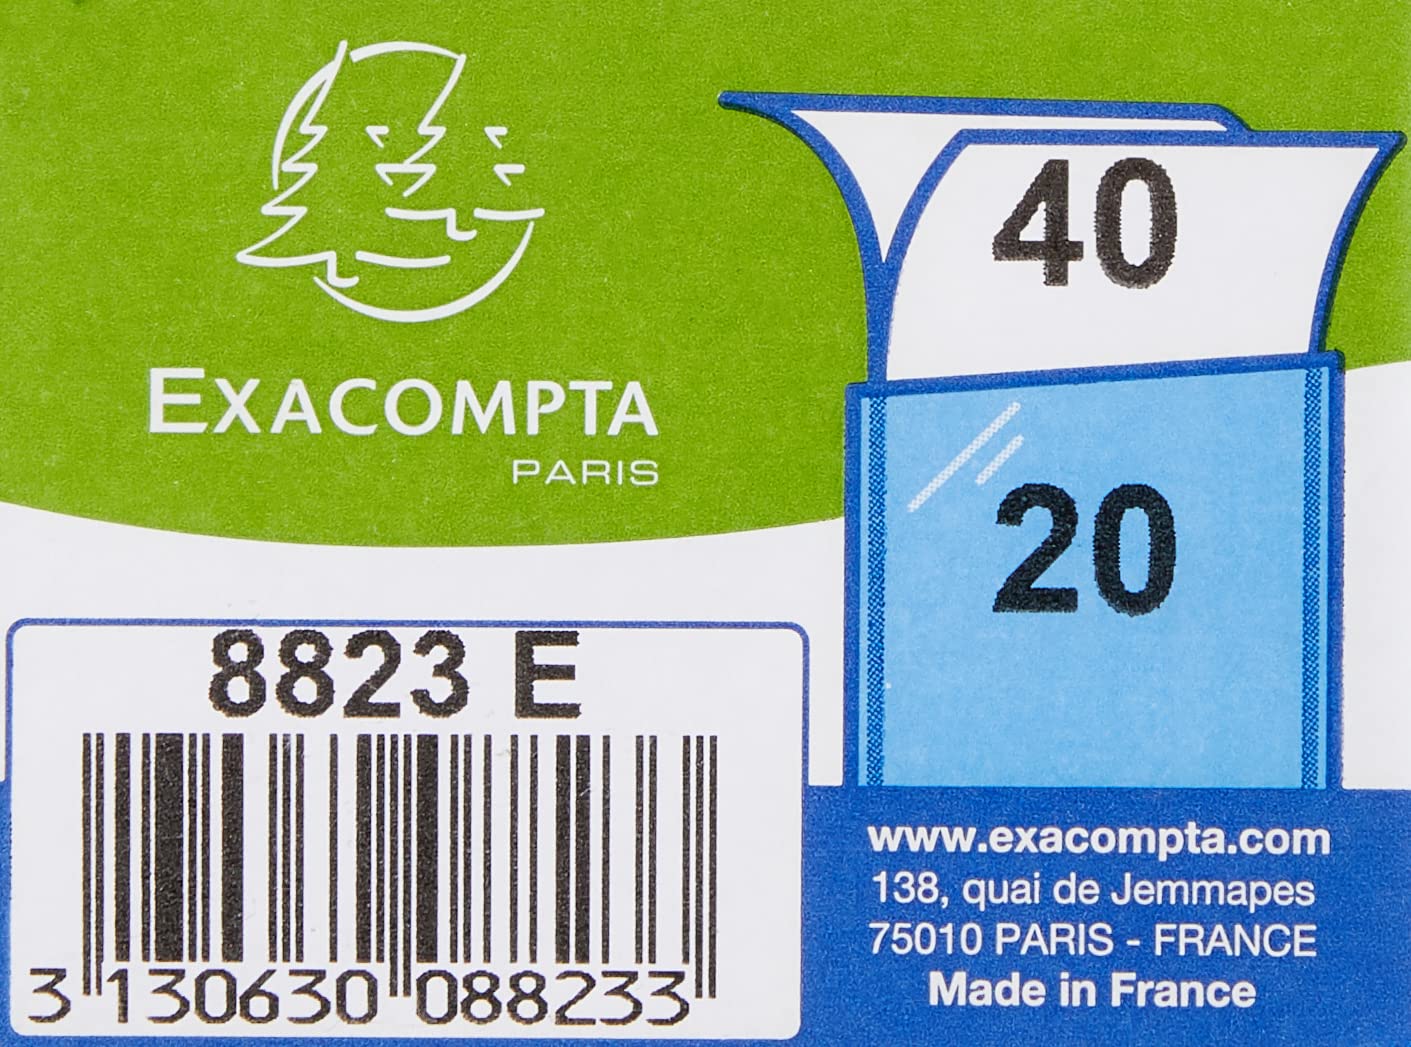 EXACOMPTA
PARIS
40
20
8823 E
3 130630 088233
www.exacompta.com
138, quai de Jemmapes
75010 PARIS - FRANCE
Made in France